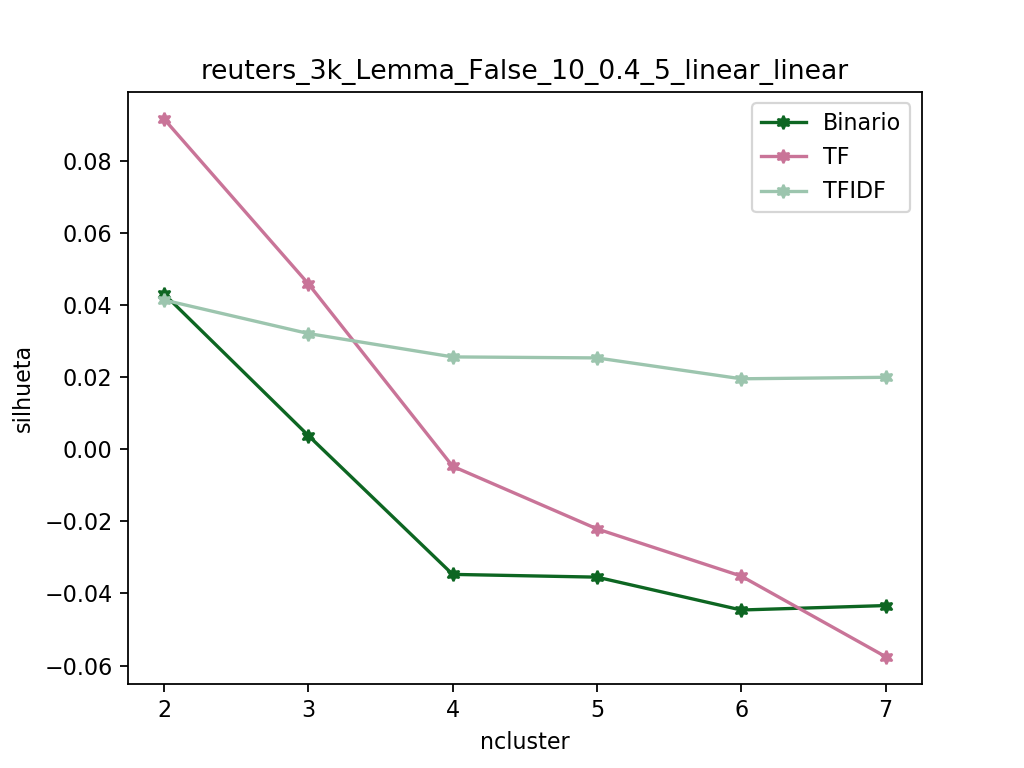 reuters_3k_Lemma_False_10_0.4_5_linear_linear
Binario
TF
TFIDF
silhueta
0.08
0.06
0.04
0.02
0.00
−0.02
−0.04
−0.06
2 3 4 5 6 7
ncluster